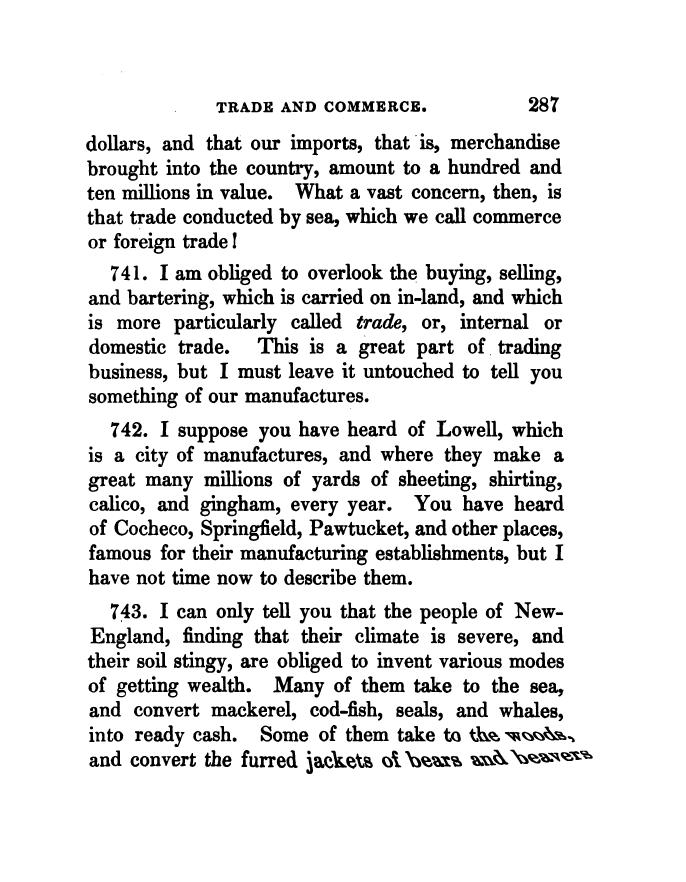 TRADE AND COMMERCE. 287
dollars, and that our imports, that is, merchandise
brought into the country, amount to a hundred and
ten millions in value. What a vast concern, then, is
that trade conducted by sea, which we call commerce
or foreign trade!
741. I am obliged to overlook the buying, selling,
and bartering, which is carried on in-land, and which
is more particularly called trade, or, internal or
domestic trade. This is a great part of trading
business, but I must leave it untouched to tell you
something of our manufactures.
742. I suppose you have heard of Lowell, which
is a city of manufactures, and where they make a
great many millions of yards of sheeting, shirting,
calico, and gingham, every year. You have heard
of Cocheco, Springfield, Pawtucket, and other places,
famous for their manufacturing establishments, but I
have not time now to describe them.
743. I can only tell you that the people of New-
England, finding that their climate is severe, and
their soil stingy, are obliged to invent various modes
of getting wealth. Many of them take to the sea,
and convert mackerel, cod-fish, seals, and whales,
into ready cash. Some of them take to the woods,
and convert the furred jackets of bears and beavers